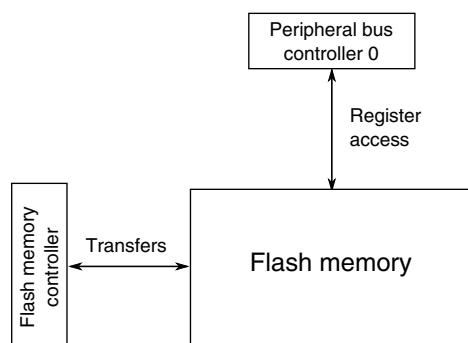 Peripheral bus
controller 0
Register
access
Flash memory
controller
Transfers
Flash memory